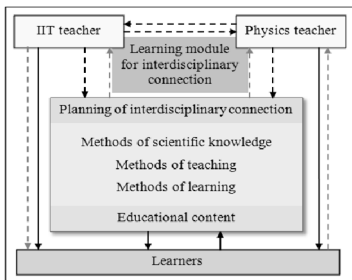 IIT teacher
Physics teacher
Learning module
for interdisciplinary
connection
Planning of interdisciplinary connection
Methods of scientific knowledge
Methods of teaching
Methods of learning
Educational content
Learners